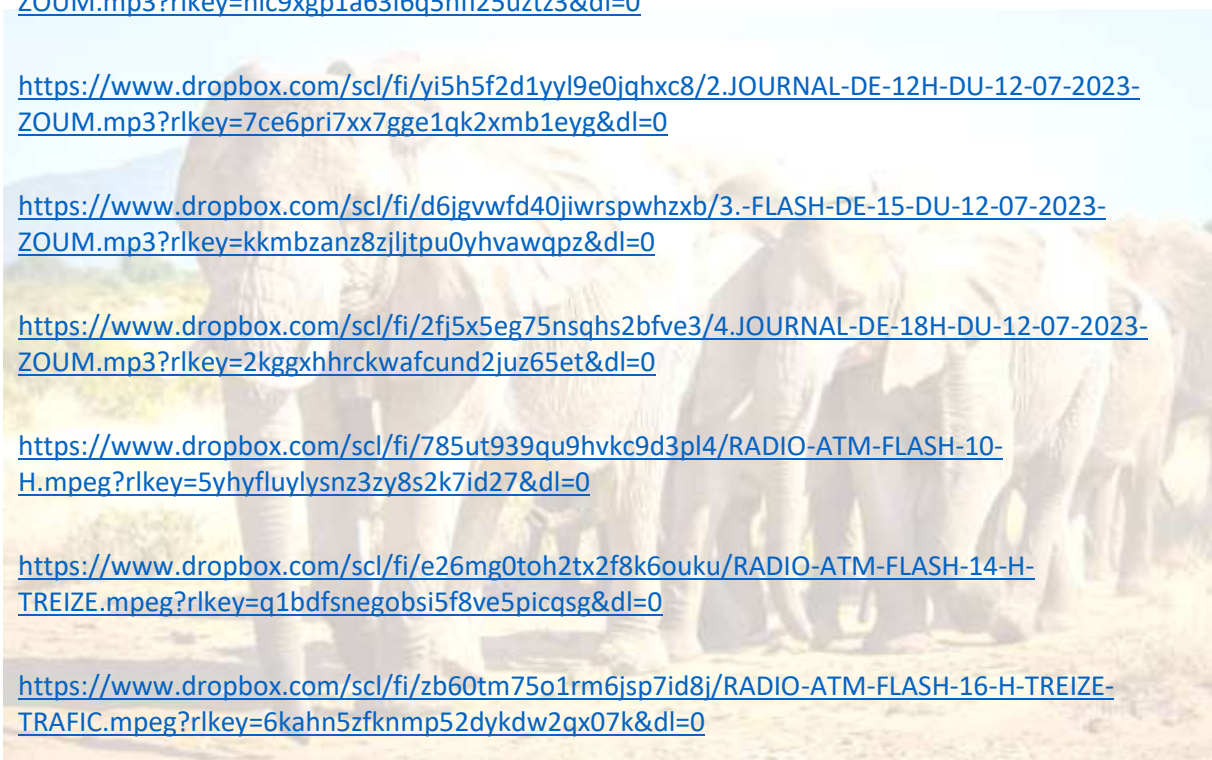 https://www.dropbox.com/scl/fi/yi5h5f2d1yyl9e0jqhxc8/2.JOURNAL-DE-12H-DU-12-07-2023-
ZOUM.mp3?rlkey=7ce6pri7xx7gge1qk2xmb1eyg&dl=0
https://www.dropbox.com/scl/fi/d6jgvwfd40jiwrspwhzxb/3.-FLASH-DE-15-DU-12-07-2023-
ZOUM.mp3?rlkey=kkmbzanz8zjljtpu0yhvawqpz&dl=0
https://www.dropbox.com/scl/fi/2fj5x5eg75nsqhs2bfve3/4.JOURNAL-DE-18H-DU-12-07-2023-
ZOUM.mp3?rlkey=2kggxhhrckwafcund2juz65et&dl=0
https://www.dropbox.com/scl/fi/785ut939qu9hvkc9d3pl4/RADIO-ATM-FLASH-10-
H.mpeg?rlkey=5yhyfluylysnz3zy8s2k7id27&dl=0
https://www.dropbox.com/scl/fi/e26mg0toh2tx2f8k6ouku/RADIO-ATM-FLASH-14-H-
TREIZE.mpeg?rlkey=q1bdfsnegobsi5f8ve5picqsg&dl=0
https://www.dropbox.com/scl/fi/zb60tm75o1rm6jsp7id8j/RADIO-ATM-FLASH-16-H-TREIZE-
TRAFIC.mpeg?rlkey=6kahn5zfknmp52dykdw2qx07k&dl=0